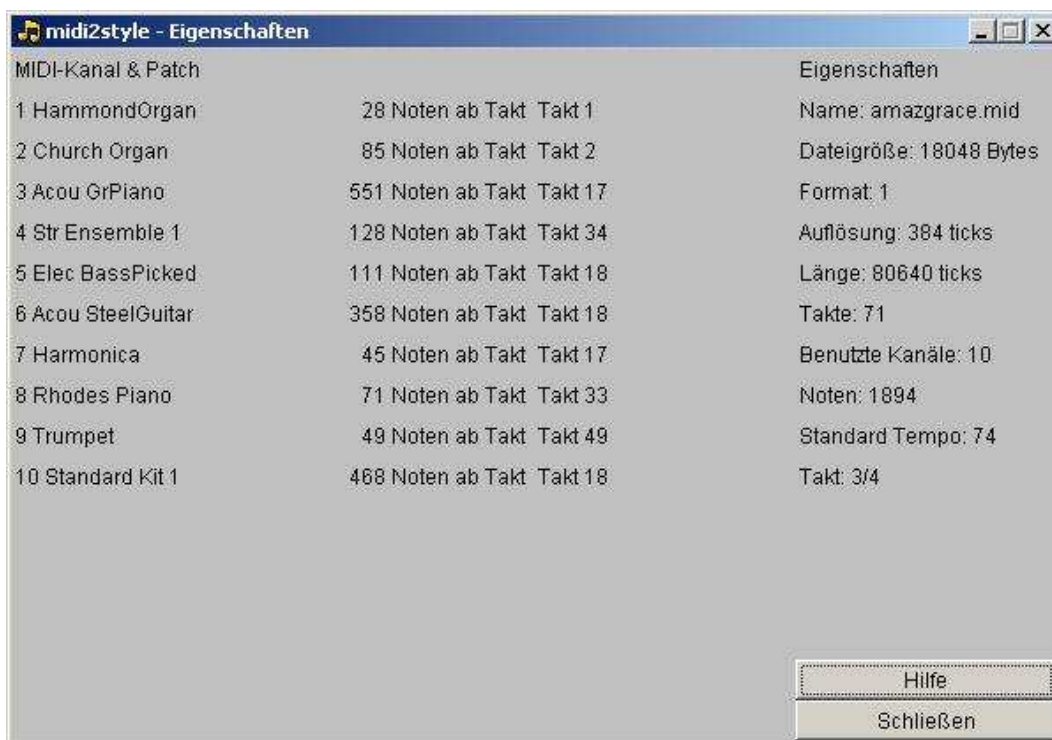 midi2style - Eigenschaften
MIDI-Kanal & Patch Eigenschaften
1 HammondOrgan 28 Noten ab Takt Takt 1 Name: amazgrace.mid
2 Church Organ 85 Noten ab Takt Takt 2 Dateigröße: 18048 Bytes
3 Acou GrPiano 551 Noten ab Takt Takt 17 Format: 1
4 Str Ensemble 1 128 Noten ab Takt Takt 34 Auflösung: 384 ticks
5 Elec BassPicked 111 Noten ab Takt Takt 18 Länge: 80640 ticks
6 Acou SteelGuitar 358 Noten ab Takt Takt 18 Takte: 71
7 Harmonica 45 Noten ab Takt Takt 17 Benutzte Kanäle: 10
8 Rhodes Piano 71 Noten ab Takt Takt 33 Noten: 1894
9 Trumpet 49 Noten ab Takt Takt 49 Standard Tempo: 74
10 Standard Kit 1 468 Noten ab Takt Takt 18 Takt: 3/4
Hilfe
Schließen